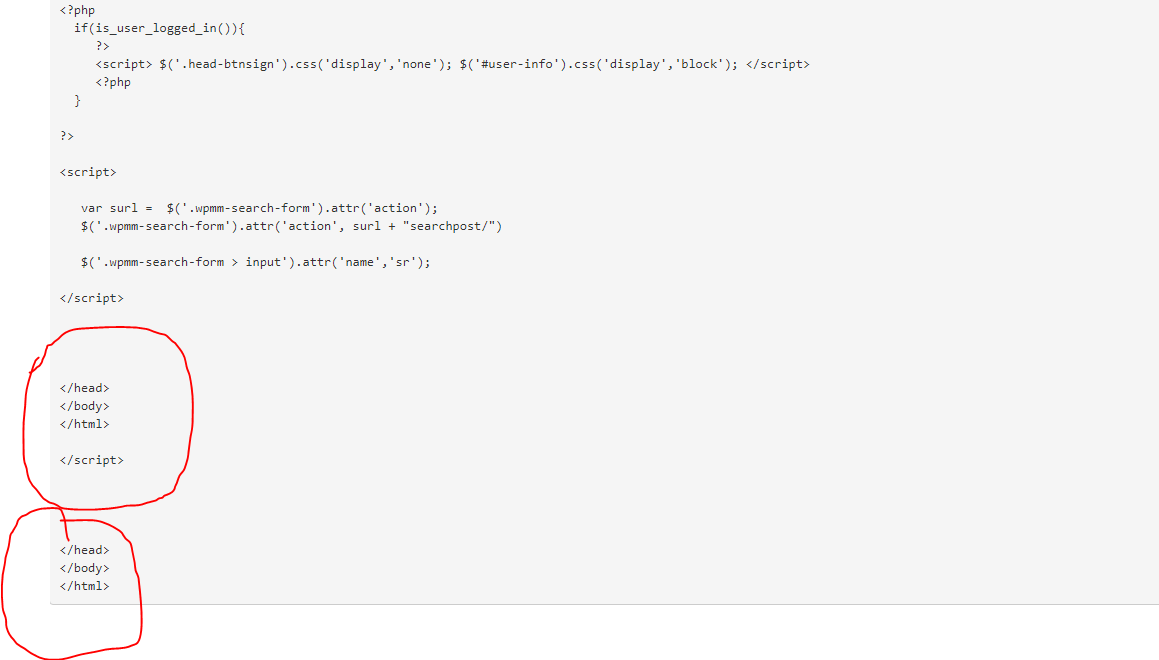 <?php
if(is_user_logged_in()){
?>
<script> $('.head-btnsign').css('display','none'); $('#user-info').css('display','block'); </script>
<?php
}
?>
<script>
var surl =  $('.wpmm-search-form').attr('action');
$('.wpmm-search-form').attr('action', surl + "searchpost/")
$('.wpmm-search-form > input').attr('name','sr');
</script>
</head>
</body>
</html>
</script>
</head>
</body>
</html>